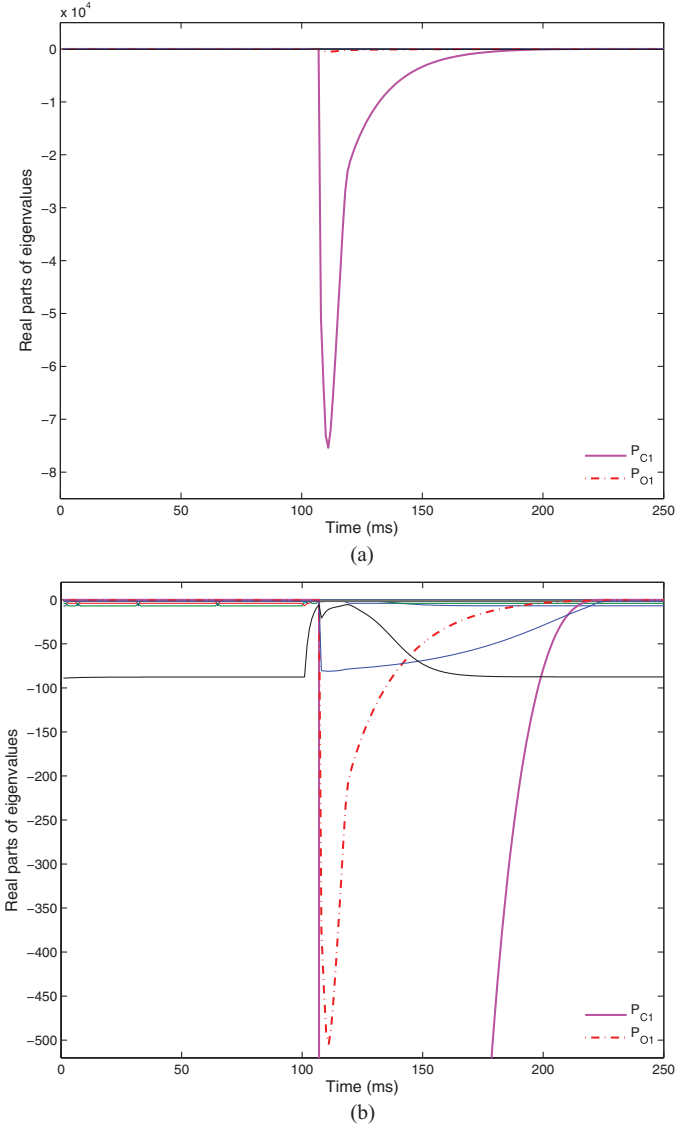 x 10⁴
0
-1
-2
-3
-4
-5
-6
-7
-8
Real parts of eigenvalues
P_C1
P_O1
0 50 100 150 200 250
Time (ms)
(a)
0
-50
-100
-150
-200
-250
-300
-350
-400
-450
-500
Real parts of eigenvalues
P_C1
P_O1
0 50 100 150 200 250
Time (ms)
(b)